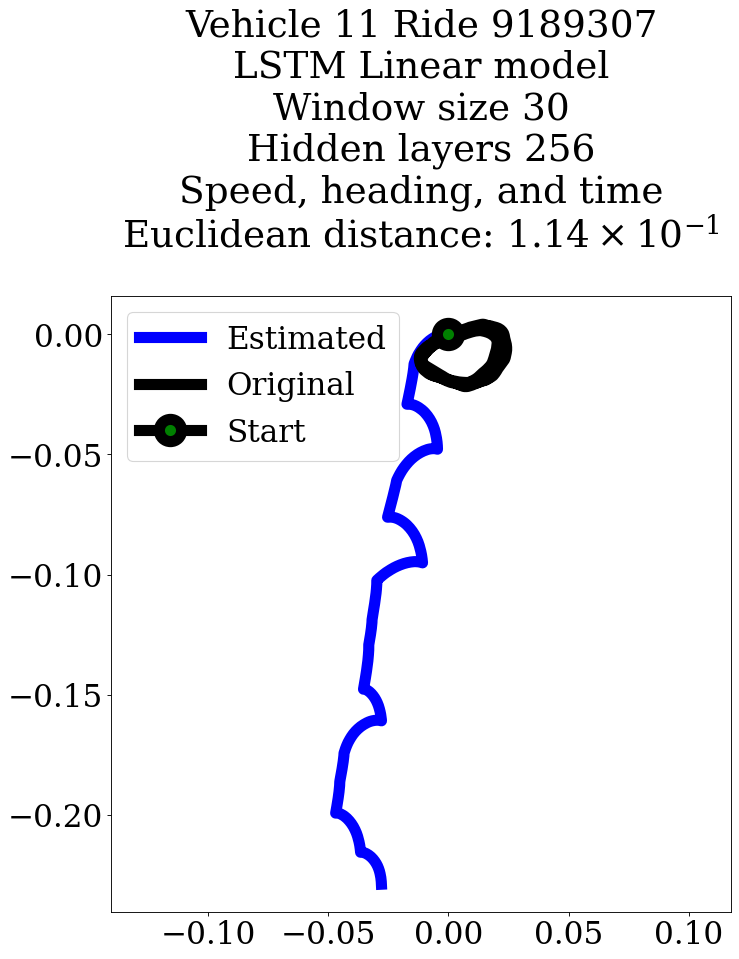 Vehicle 11 Ride 9189307
LSTM Linear model
Window size 30
Hidden layers 256
Speed, heading, and time
Euclidean distance: 1.14 × 10⁻¹
Estimated
Original
Start
0.00
−0.05
−0.10
−0.15
−0.20
−0.10 −0.05 0.00 0.05 0.10